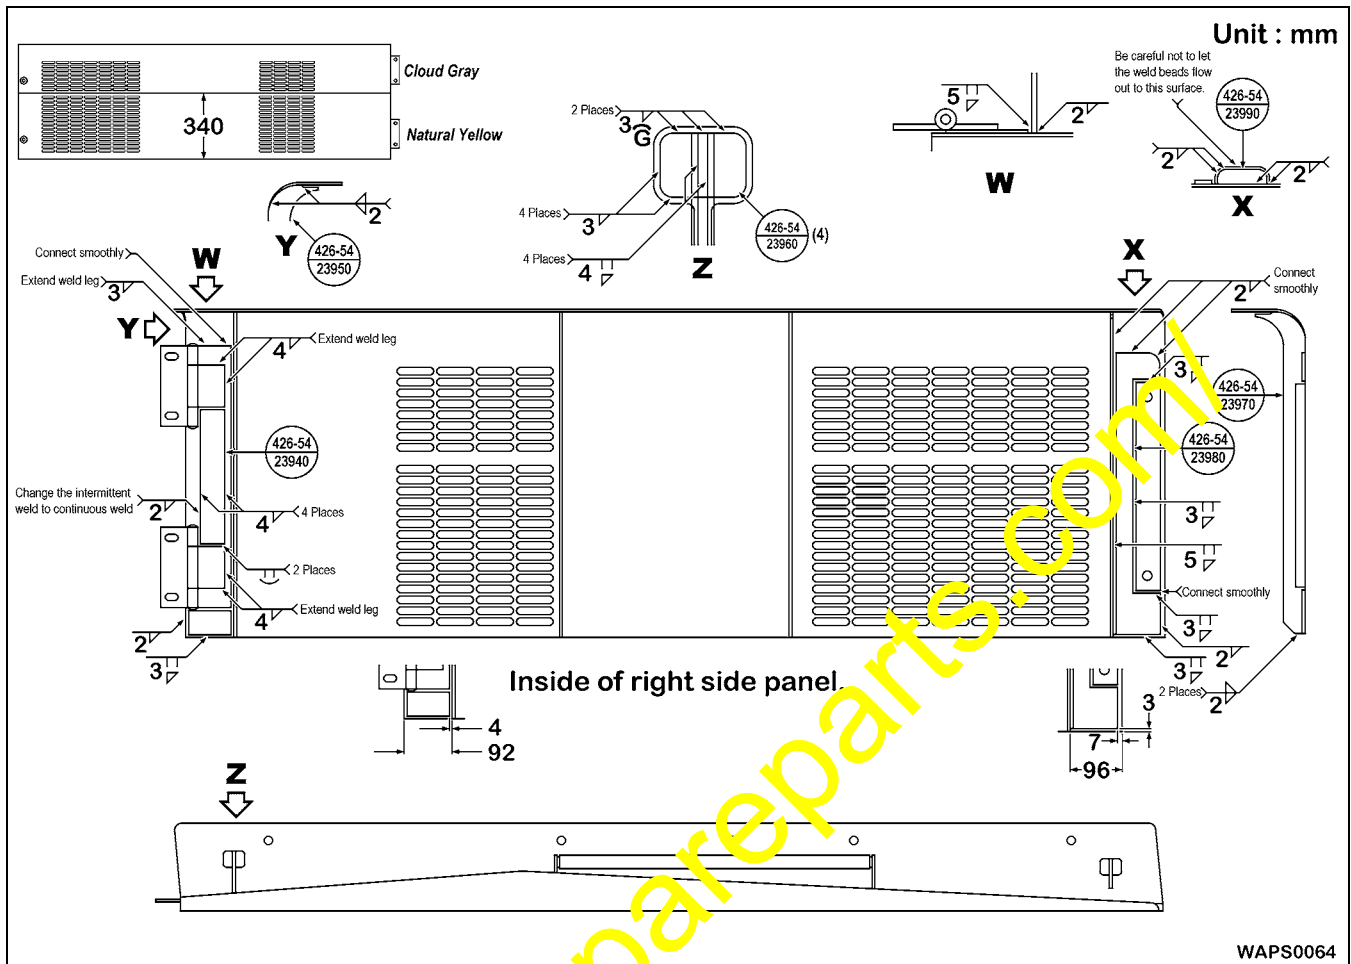 Unit : mm
Cloud Gray
340
Natural Yellow
2 Places
3
G
4 Places
3
4 Places
4
426-54
23960
(4)
Z
5
2
W
Be careful not to let
the weld beads flow
out to this surface.
426-54
23990
2
2
X
2
Y
426-54
23950
Connect smoothly
Extend weld leg
3
W
Y
4
Extend weld leg
426-54
23940
Change the intermittent
weld to continuous weld
2
4
4 Places
2 Places
4
Extend weld leg
2
3
X
2
Connect
smoothly
3
426-54
23970
426-54
23980
3
5
Connect smoothly
3
2
3
2 Places
2
Inside of right side panel.
4
92
3
7
96
Z
pareparts.com/
WAPS0064